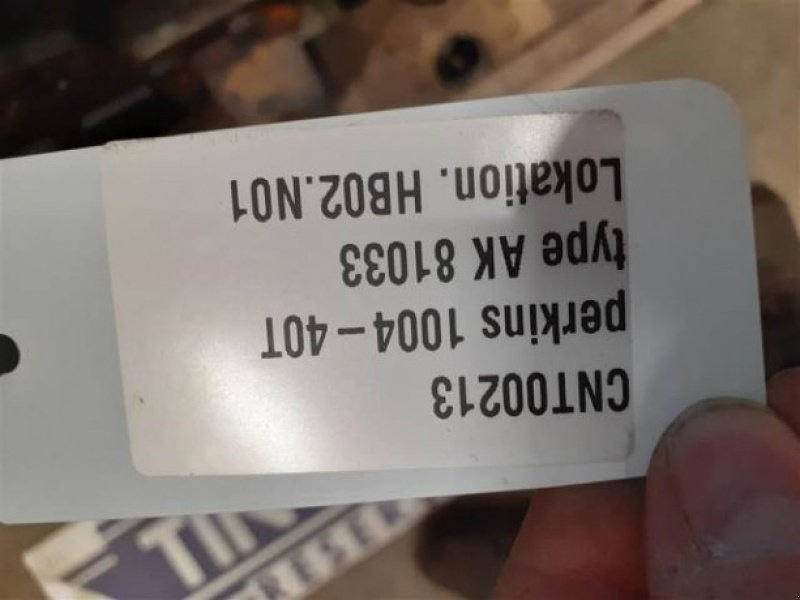 CNT00213
perkins 1004-40T
type AK 81033
Lokation. HB02.N01